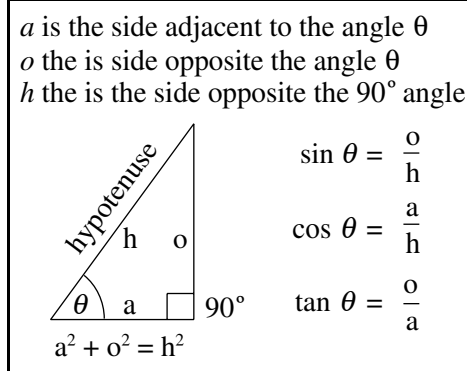 a is the side adjacent to the angle θ
o the is side opposite the angle θ
h the is the side opposite the 90° angle
hypotenuse
h
o
θ
a
90°
a² + o² = h²
sin θ = o/h
cos θ = a/h
tan θ = o/a